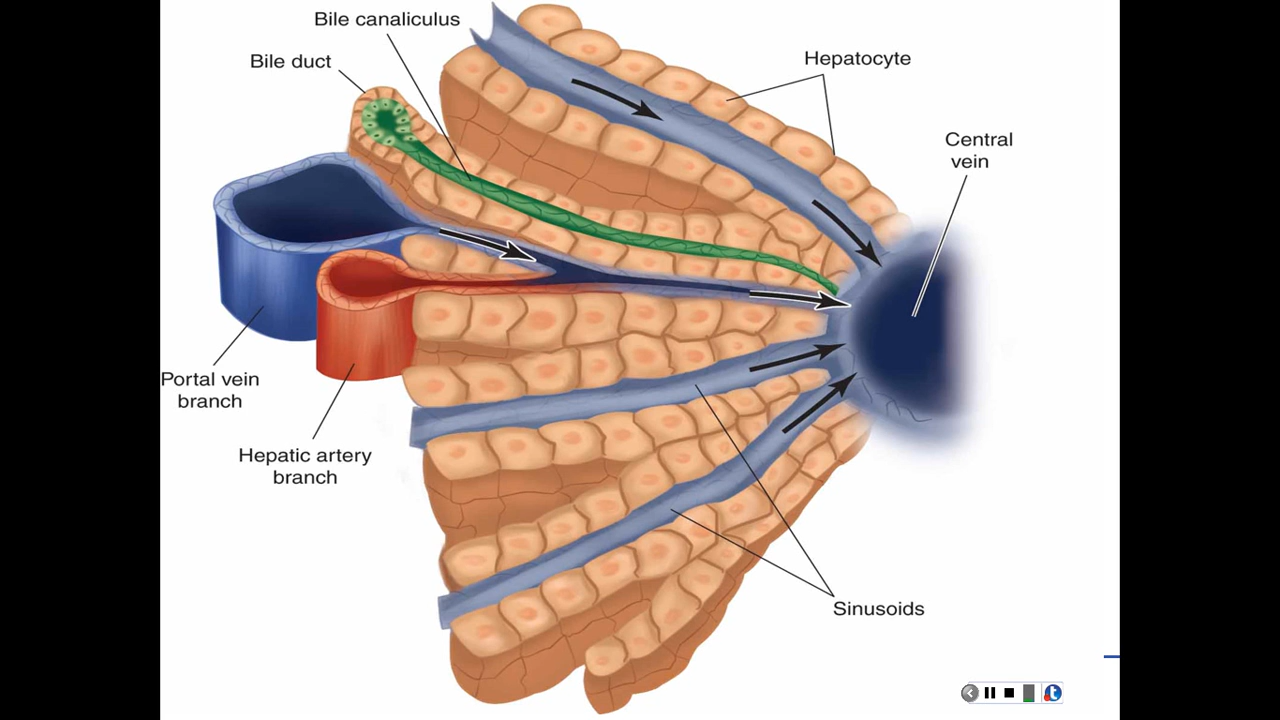 Bile canaliculus
Bile duct
Hepatocyte
Central
vein
Portal vein
branch
Hepatic artery
branch
Sinusoids